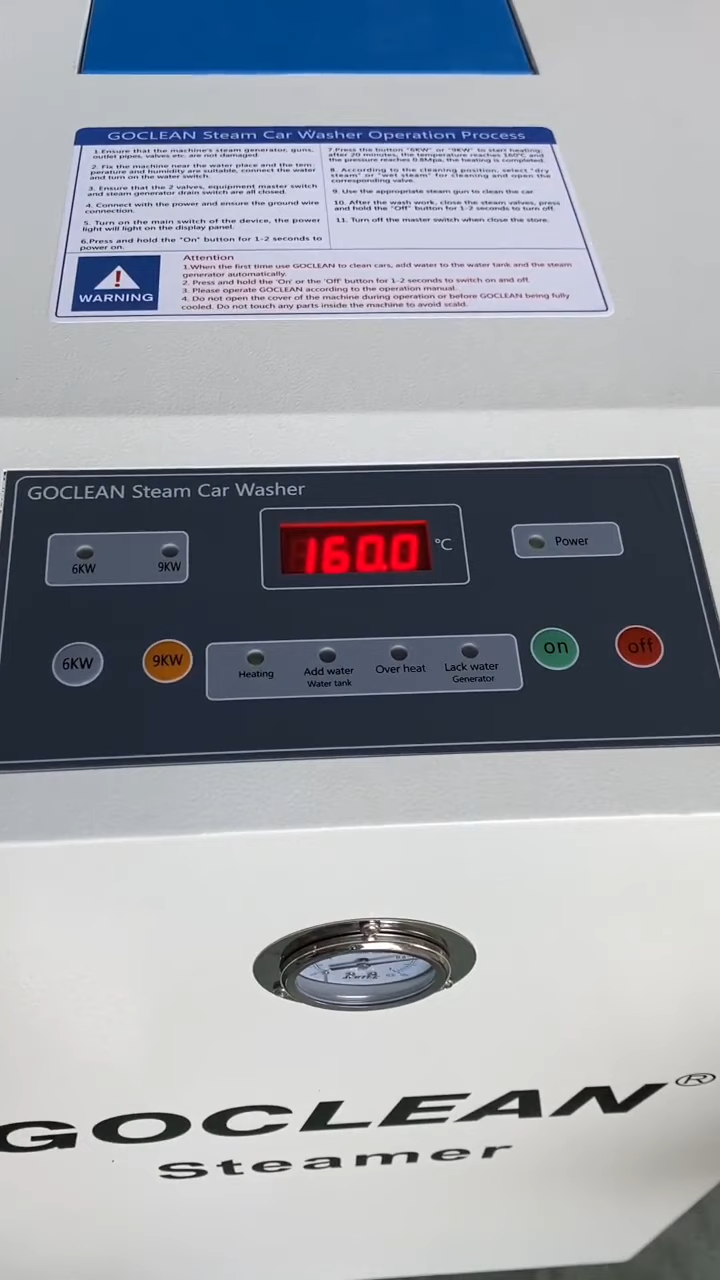 GOCLEAN Steam Car Washer Operation Process
1.Ensure that the machine's steam generator, guns,
outlet pipes, valves etc. are not damaged.
2. Fix the machine near the water place and the tem-
perature and humidity are suitable, connect the water
and turn on the water switch.
3. Ensure that the 2 valves, equipment master switch
and steam generator drain switch are all closed.
4. Connect with the power and ensure the ground wire
connection.
5. Turn on the main switch of the device, the power
light will light on the display panel.
6.Press and hold the "On" button for 1-2 seconds to
power on.
7.Press the button "6KW" or "9KW" to start heating;
after 20 minutes, the temperature reaches 160°C and
the pressure reaches 0.8Mpa, the heating is completed.
8. According to the cleaning position, select "dry
steam" or "wet steam" for cleaning and open the
corresponding valve.
9. Use the appropriate steam gun to clean the car.
10. After the wash work, close the steam valves, press
and hold the "Off" button for 1-2 seconds to turn off.
11. Turn off the master switch when close the store.
WARNING
Attention
1.When the first time use GOCLEAN to clean cars, add water to the water tank and the steam
generator automatically.
2. Press and hold the 'On' or the 'Off' button for 1-2 seconds to switch on and off.
3. Please operate GOCLEAN according to the operation manual.
4. Do not open the cover of the machine during operation or before GOCLEAN being fully
cooled. Do not touch any parts inside the machine to avoid scald.
GOCLEAN Steam Car Washer
6KW 9KW
160.0 °C
Power
6KW 9KW
Heating
Add water
Water tank
Over heat
Lack water
Generator
on off
GOCLEAN®
Steamer